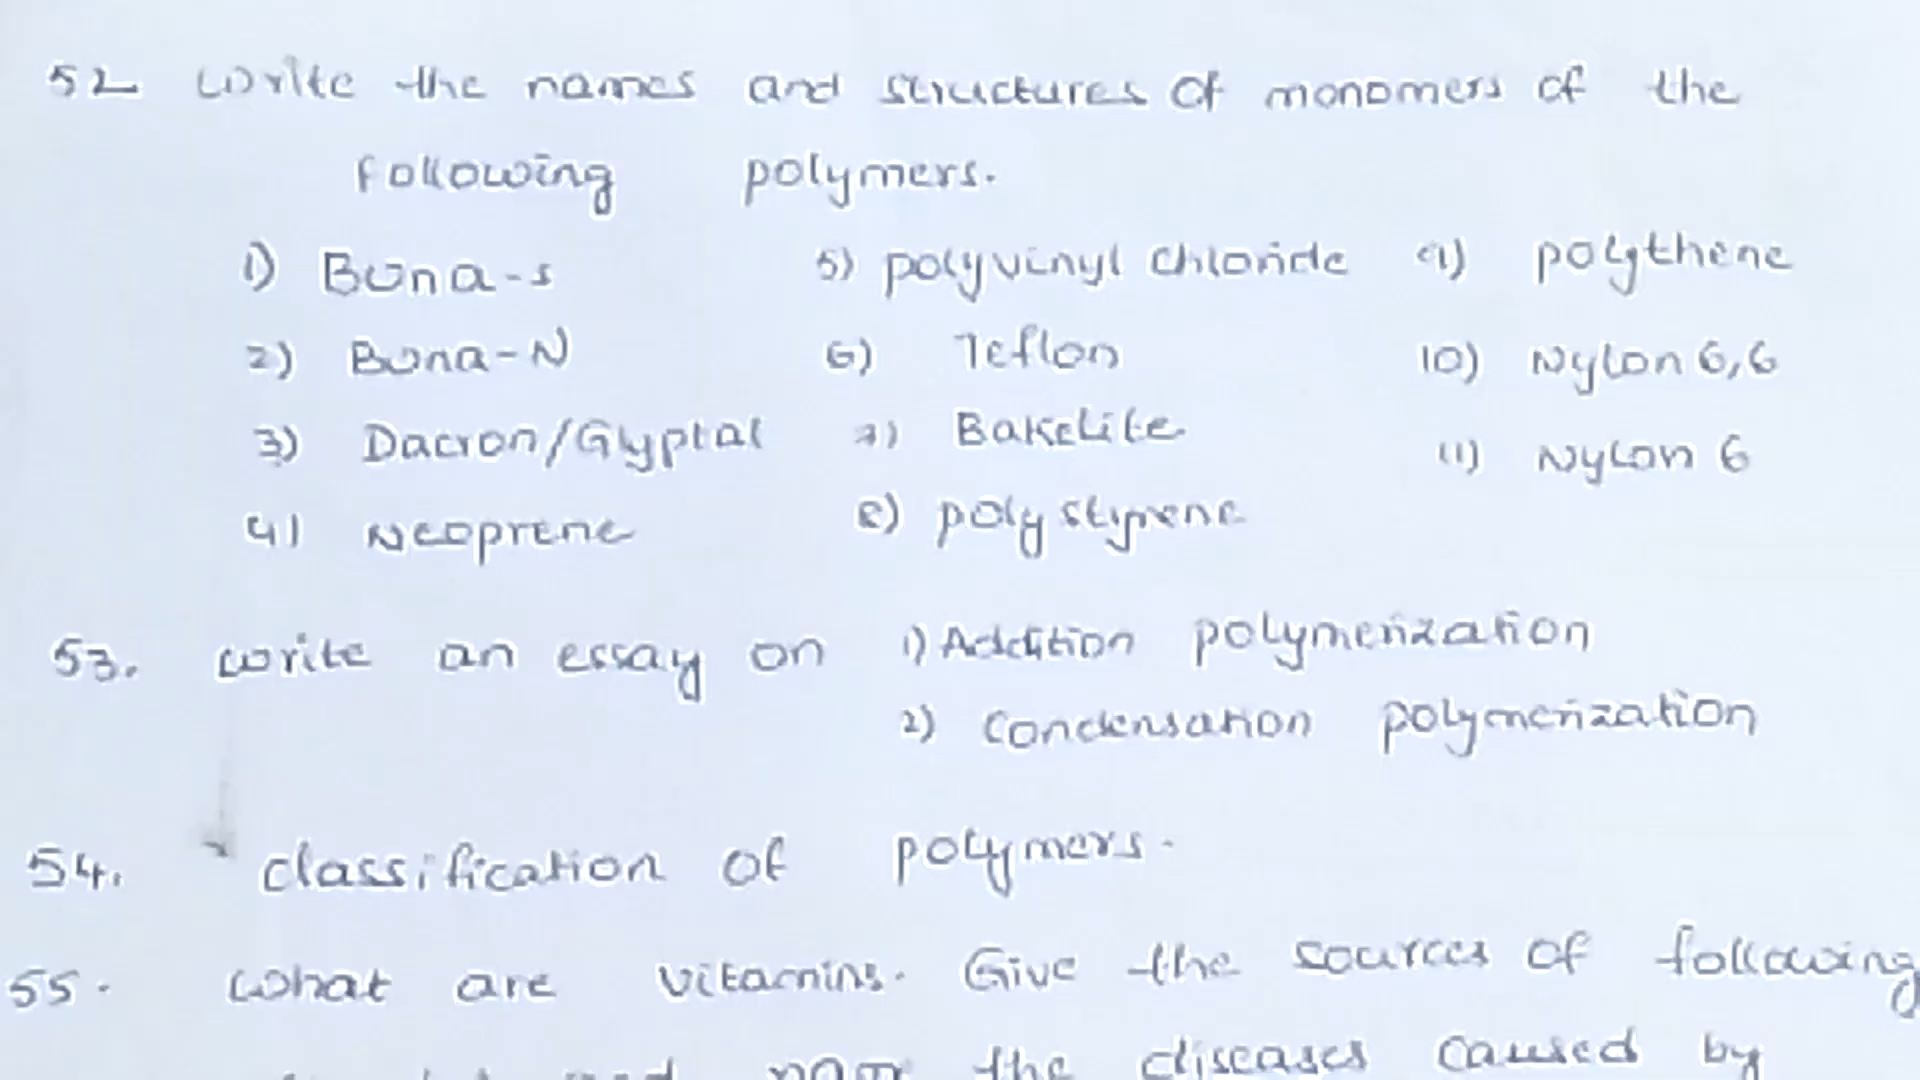 52 Write the names and structures of monomers of the
following polymers.
1) Buna-s 5) polyvinyl chloride 9) polythene
2) Buna-N 6) Teflon 10) Nylon 6,6
3) Dacron/Glyptal 7) Bakelite 11) Nylon 6
4) Neoprene 8) poly styrene
53. write an essay on 1) Addition polymerization
2) Condensation polymerization
54. classification of polymers.
55. what are vitamins. Give the sources of following
name the diseases caused by